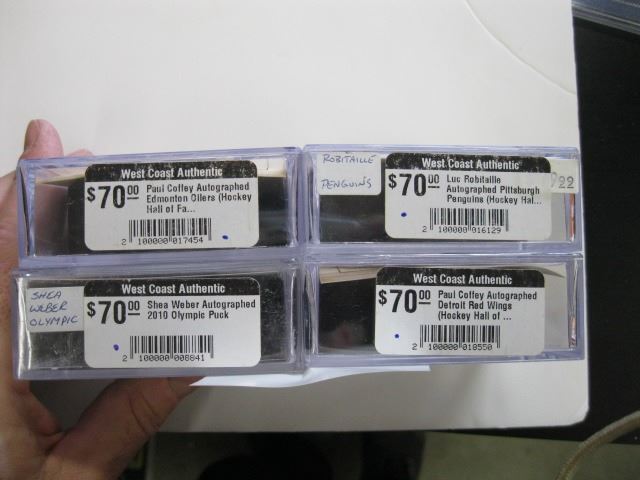 West Coast Authentic
$70.00 Paul Coffey Autographed
Edmonton Oilers (Hockey
Hall of Fa...
2 100000 017454
ROBITAILLE
PENGUINS
West Coast Authentic
$70.00 Luc Robitaille
Autographed Pittsburgh
Penguins (Hockey Hal...
2 100000 016129
922
SHEA
WEBER
OLYMPIC
West Coast Authentic
$70.00 Shea Weber Autographed
2010 Olympic Puck
2 100000 008841
West Coast Authentic
$70.00 Paul Coffey Autographed
Detroit Red Wings
(Hockey Hall of ...
2 100000 018550